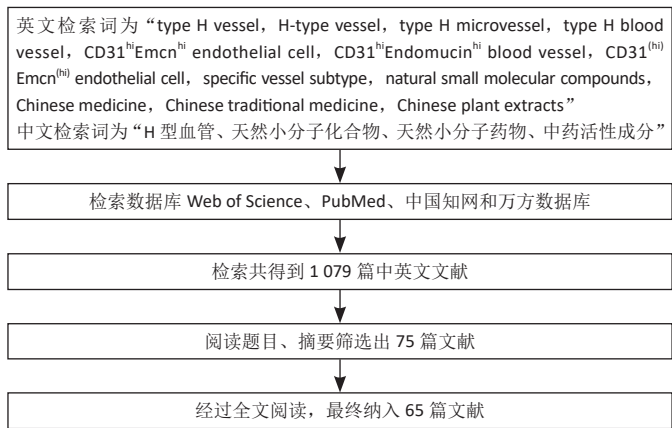 英文检索词为“type H vessel，H-type vessel，type H microvessel，type H blood
vessel，CD31ʰⁱEmcnʰⁱ endothelial cell，CD31ʰⁱEndomucinʰⁱ blood vessel，CD31⁽ʰⁱ⁾
Emcn⁽ʰⁱ⁾ endothelial cell，specific vessel subtype，natural small molecular compounds，
Chinese medicine，Chinese traditional medicine，Chinese plant extracts”
中文检索词为“H 型血管、天然小分子化合物、天然小分子药物、中药活性成分”
检索数据库 Web of Science、PubMed、中国知网和万方数据库
检索共得到 1 079 篇中英文文献
阅读题目、摘要筛选出 75 篇文献
经过全文阅读，最终纳入 65 篇文献